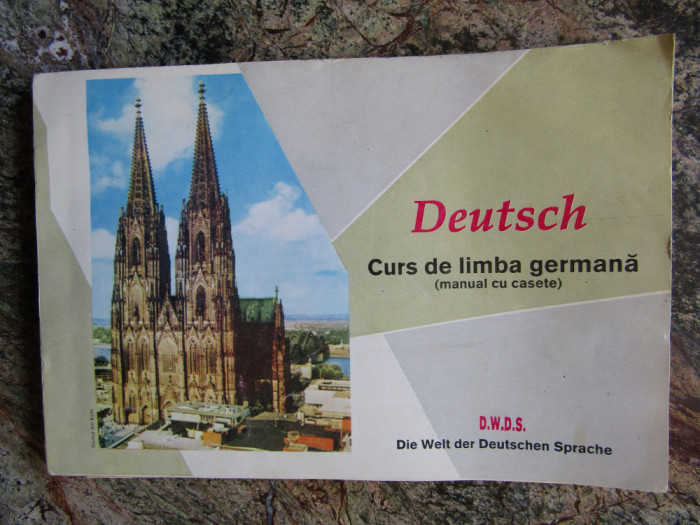 Deutsch
Curs de limba germană
(manual cu casete)
D.W.D.S.
Die Welt der Deutschen Sprache